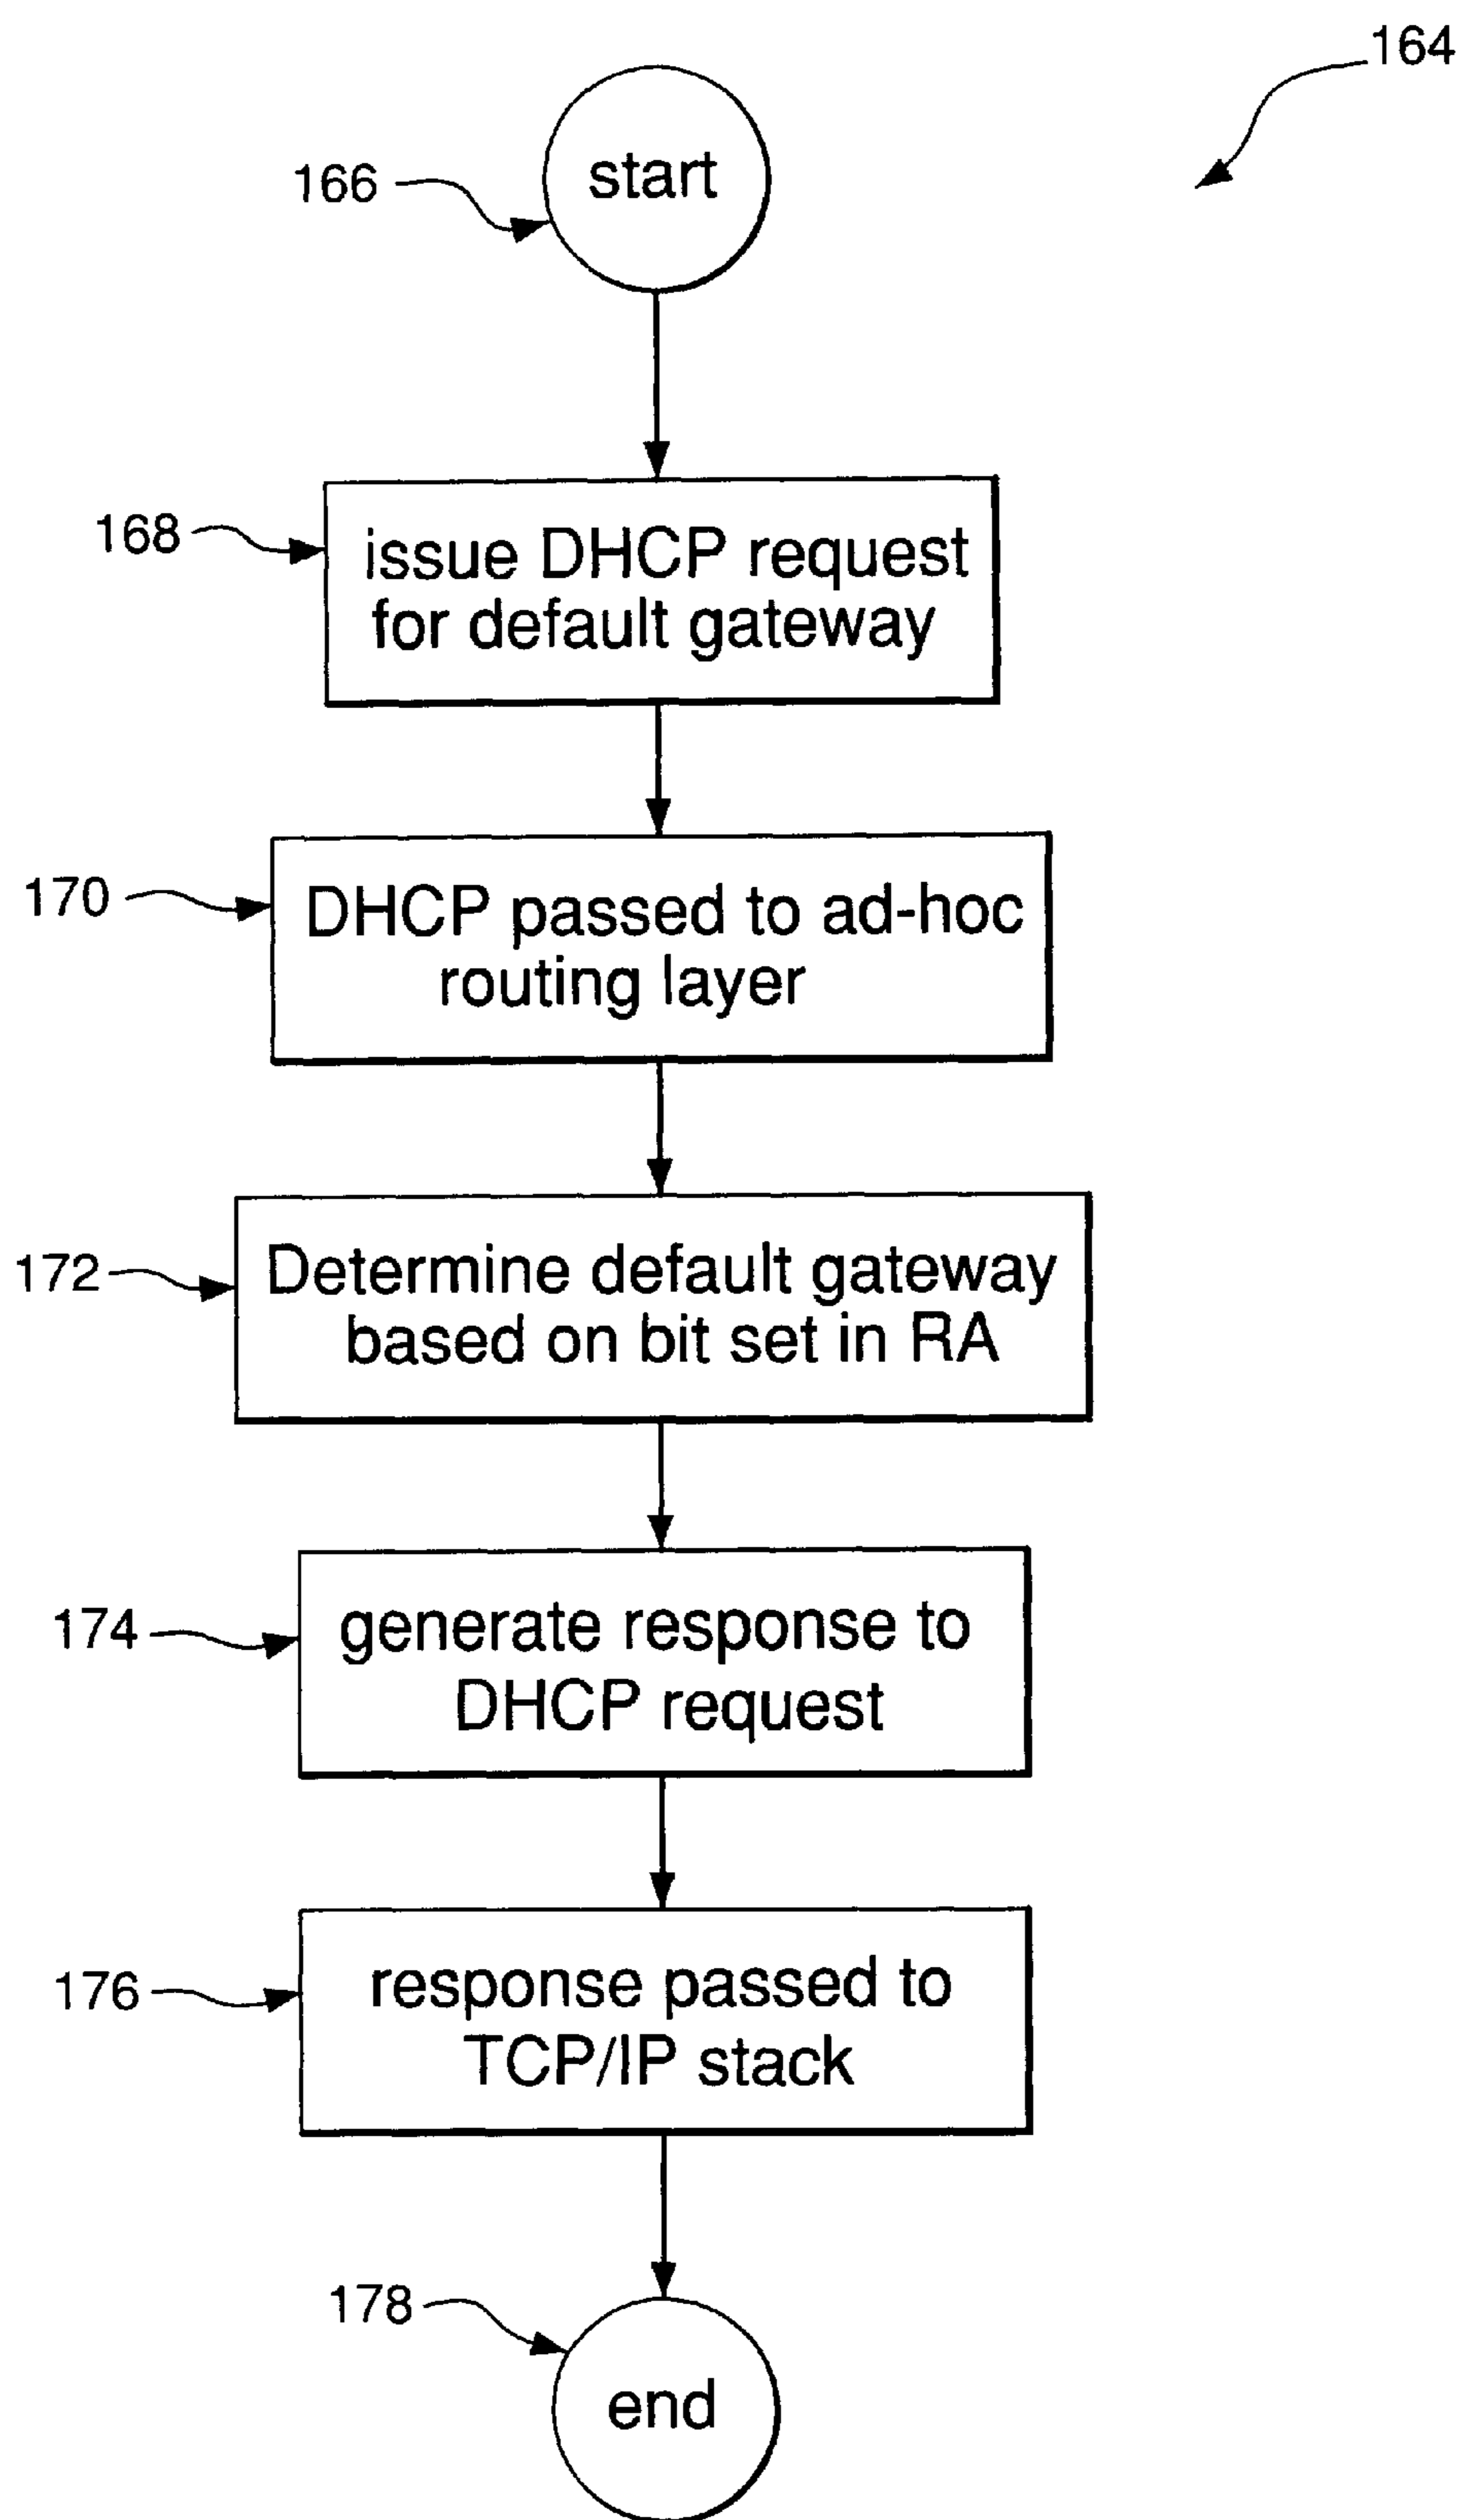 164
166
start
168
issue DHCP request
for default gateway
170
DHCP passed to ad-hoc
routing layer
172
Determine default gateway
based on bit set in RA
174
generate response to
DHCP request
176
response passed to
TCP/IP stack
178
end